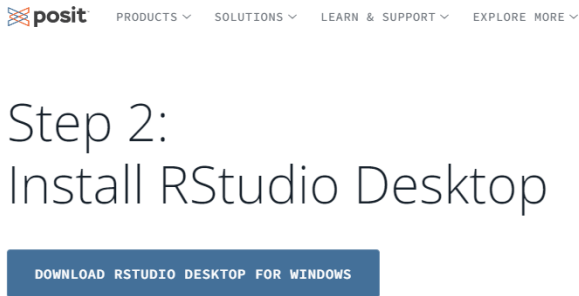 posit PRODUCTS SOLUTIONS LEARN & SUPPORT EXPLORE MORE
Step 2:
Install RStudio Desktop
DOWNLOAD RSTUDIO DESKTOP FOR WINDOWS